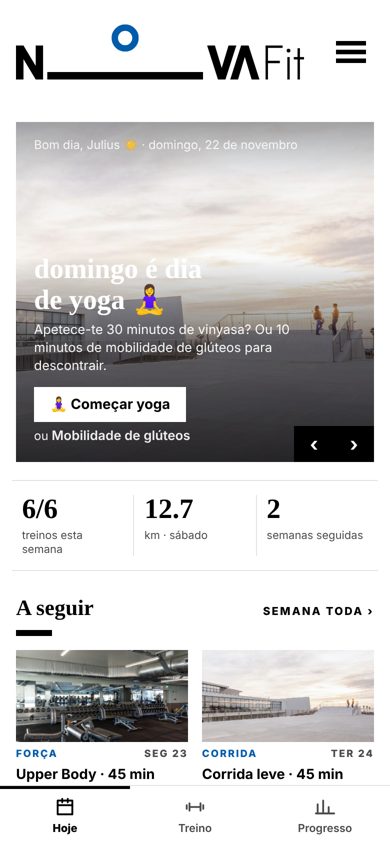 NOVA Fit
Bom dia, Julius ☀️ · domingo, 22 de novembro
domingo é dia
de yoga 🧘‍♀️
Apetece-te 30 minutos de vinyasa? Ou 10
minutos de mobilidade de glúteos para
descontrair.
🧘‍♀️ Começar yoga
ou Mobilidade de glúteos
‹ ›
6/6
treinos esta
semana
12.7
km · sábado
2
semanas seguidas
A seguir
SEMANA TODA ›
FORÇA SEG 23
Upper Body · 45 min
CORRIDA TER 24
Corrida leve · 45 min
Hoje
Treino
Progresso